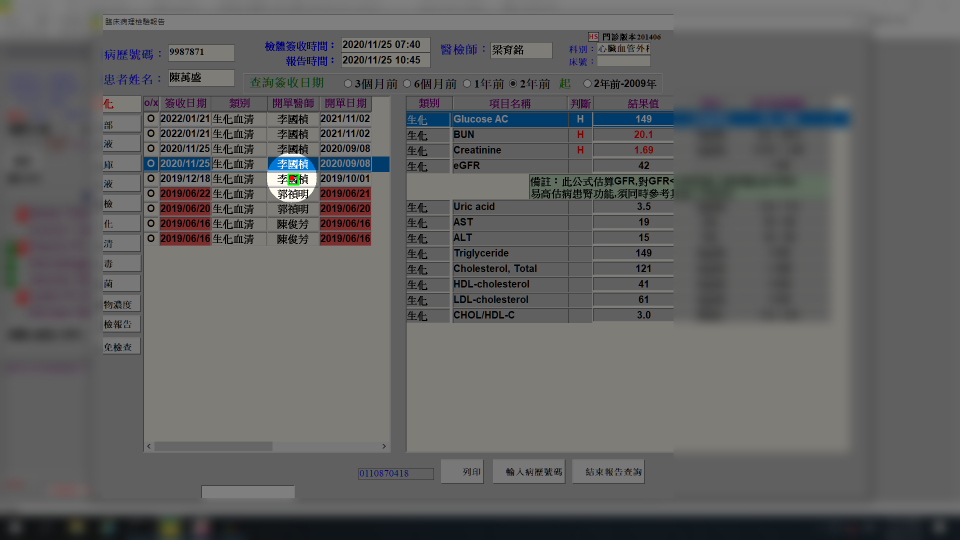 臨床病理檢驗報告
病歷號碼： 9987871 檢體簽收時間： 2020/11/25 07:40 醫檢師： 梁育銘 HS 門診版本201406
報告時間： 2020/11/25 10:45 科別： 心臟血管外科
床號：
患者姓名： 陳萬盛 查詢簽收日期 3個月前 6個月前 1年前 2年前 起 2年前-2009年
化 o/x 簽收日期 類別 開單醫師 開單日期
部 O 2022/01/21 生化血清 李國楨 2021/11/02
O 2022/01/21 生化血清 李國楨 2021/11/02
液 O 2020/11/25 生化血清 李國楨 2020/09/08
庫 O 2020/11/25 生化血清 李國楨 2020/09/08
液 O 2019/12/18 生化血清 李 楨 2019/10/01
O 2019/06/22 生化血清 郭禎明 2019/06/21
檢 O 2019/06/20 生化血清 郭禎明 2019/06/20
化 O 2019/06/16 生化血清 陳俊芳 2019/06/16
清 O 2019/06/16 生化血清 陳俊芳 2019/06/16
毒
菌
物濃度
檢報告
免檢查
類別 項目名稱 判斷 結果值
生化 Glucose AC H 149
生化 BUN H 20.1
生化 Creatinine H 1.69
生化 eGFR 42
備註：此公式估算GFR,對GFR<
易高估病患腎功能,須同時參考其
生化 Uric acid 3.5
生化 AST 19
生化 ALT 15
生化 Triglyceride 149
生化 Cholesterol, Total 121
生化 HDL-cholesterol 41
生化 LDL-cholesterol 61
生化 CHOL/HDL-C 3.0
0110870418 列印 輸入病歷號碼 結束報告查詢